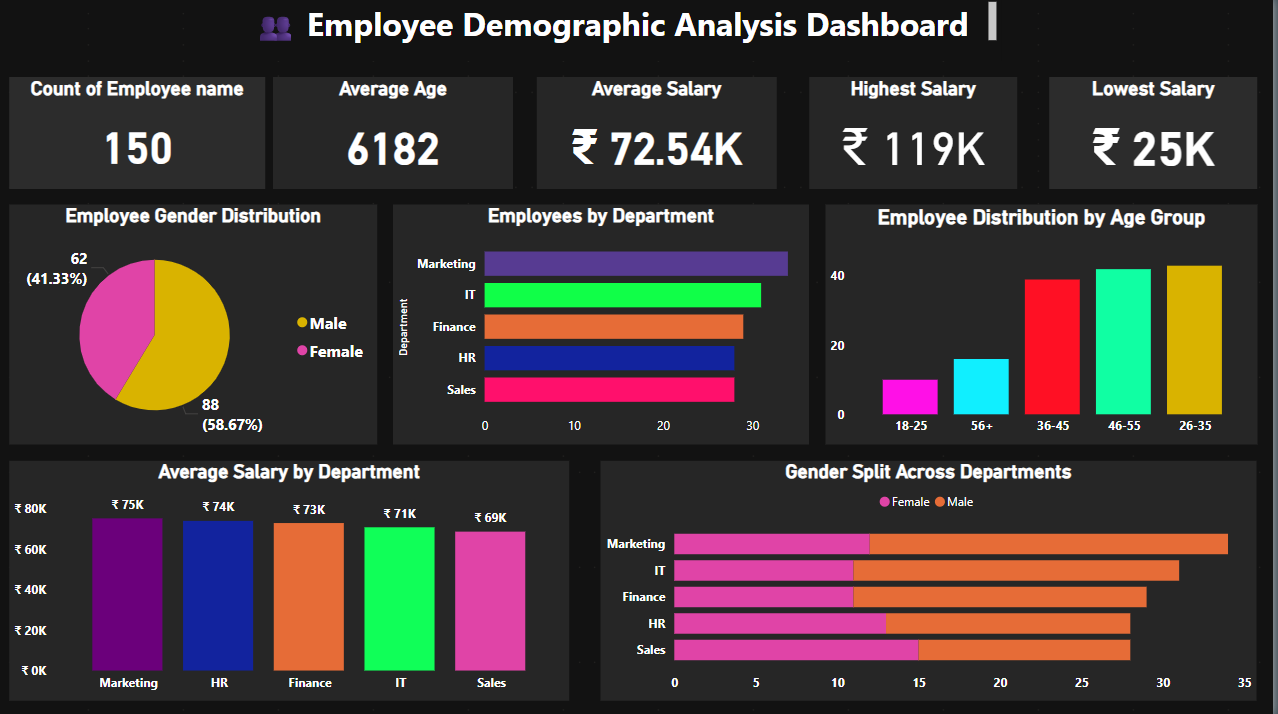 Employee Demographic Analysis Dashboard
Count of Employee name
150
Average Age
6182
Average Salary
₹ 72.54K
Highest Salary
₹ 119K
Lowest Salary
₹ 25K
Employee Gender Distribution
62
(41.33%)
88
(58.67%)
Male
Female
Employees by Department
Department
Marketing
IT
Finance
HR
Sales
0 10 20 30
Employee Distribution by Age Group
40
20
0
18-25 56+ 36-45 46-55 26-35
Average Salary by Department
₹ 80K
₹ 60K
₹ 40K
₹ 20K
₹ 0K
₹ 75K ₹ 74K ₹ 73K ₹ 71K ₹ 69K
Marketing HR Finance IT Sales
Gender Split Across Departments
Female Male
Marketing
IT
Finance
HR
Sales
0 5 10 15 20 25 30 35